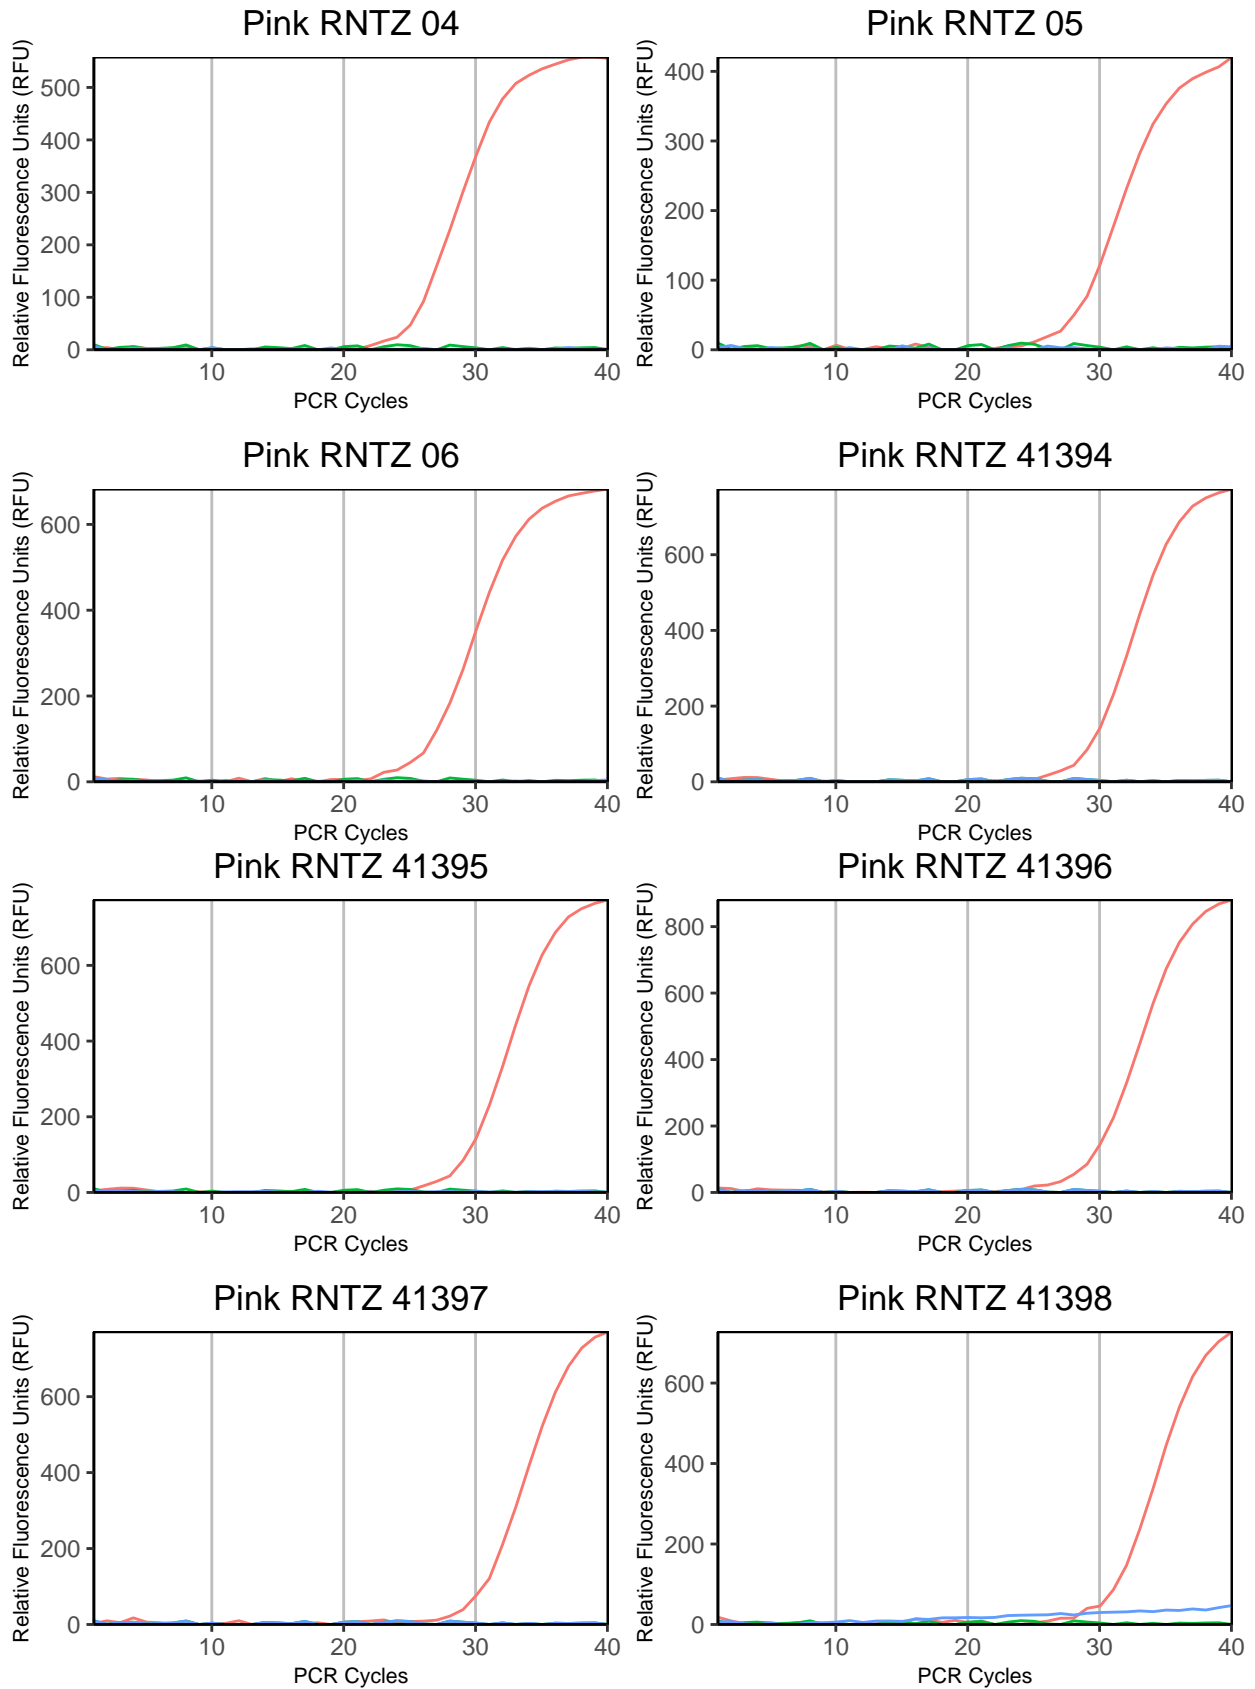 Pink RNTZ 04
Relative Fluorescence Units (RFU)
500
400
300
200
100
0
10 20 30 40
PCR Cycles
Pink RNTZ 05
Relative Fluorescence Units (RFU)
400
300
200
100
0
10 20 30 40
PCR Cycles
Pink RNTZ 06
Relative Fluorescence Units (RFU)
600
400
200
0
10 20 30 40
PCR Cycles
Pink RNTZ 41394
Relative Fluorescence Units (RFU)
600
400
200
0
10 20 30 40
PCR Cycles
Pink RNTZ 41395
Relative Fluorescence Units (RFU)
600
400
200
0
10 20 30 40
PCR Cycles
Pink RNTZ 41396
Relative Fluorescence Units (RFU)
800
600
400
200
0
10 20 30 40
PCR Cycles
Pink RNTZ 41397
Relative Fluorescence Units (RFU)
600
400
200
0
10 20 30 40
PCR Cycles
Pink RNTZ 41398
Relative Fluorescence Units (RFU)
600
400
200
0
10 20 30 40
PCR Cycles